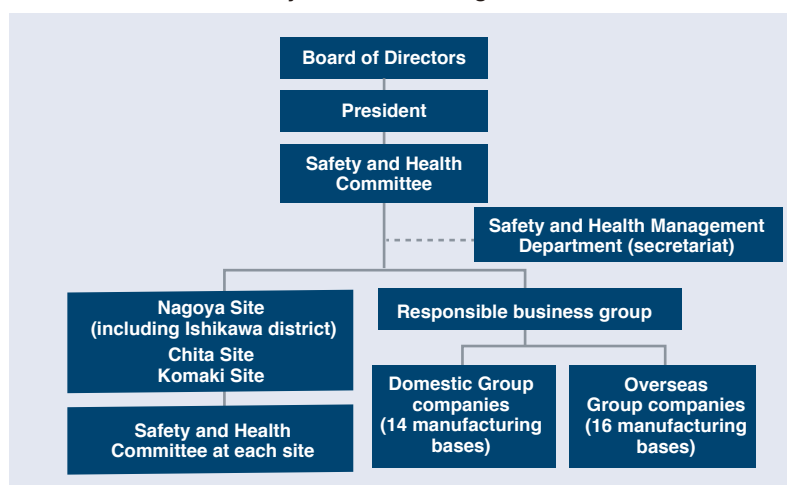 Board of Directors
President
Safety and Health
Committee
Safety and Health Management
Department (secretariat)
Nagoya Site
(including Ishikawa district)
Chita Site
Komaki Site
Responsible business group
Safety and Health
Committee at each site
Domestic Group
companies
(14 manufacturing
bases)
Overseas
Group companies
(16 manufacturing
bases)